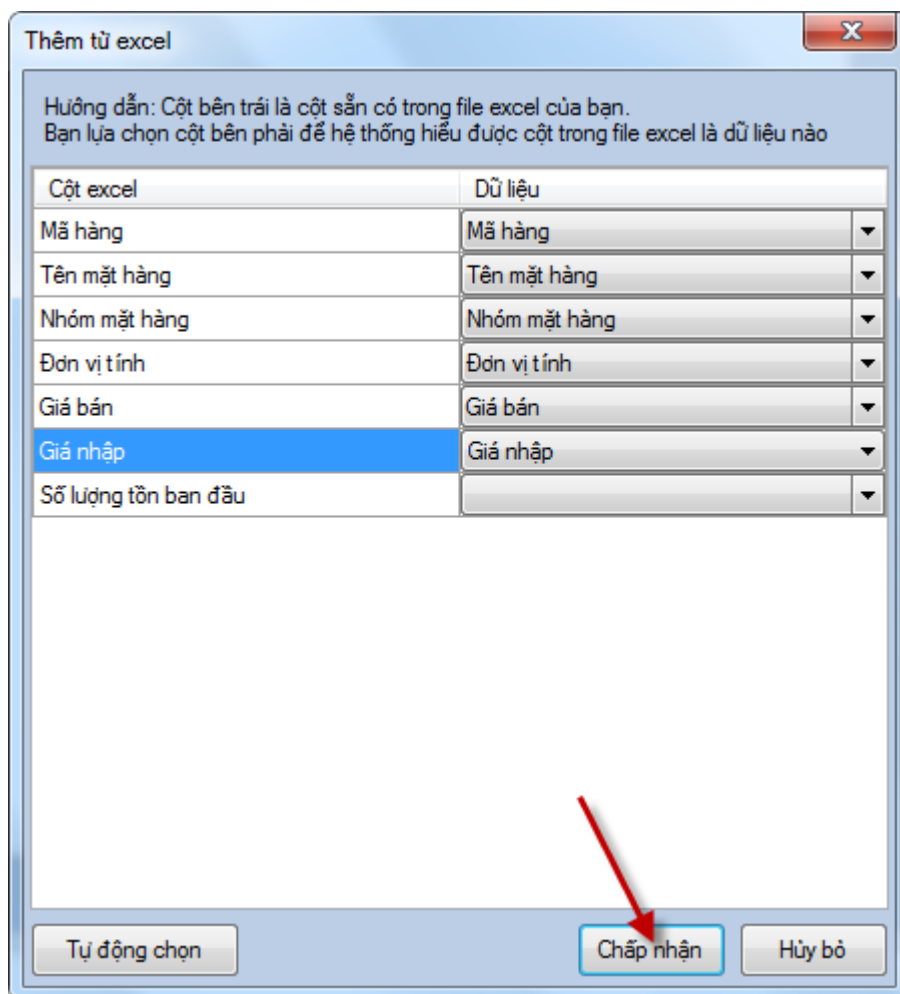 Thêm từ excel
Hướng dẫn: Cột bên trái là cột sẵn có trong file excel của bạn.
Bạn lựa chọn cột bên phải để hệ thống hiểu được cột trong file excel là dữ liệu nào
Cột excel Dữ liệu
Mã hàng Mã hàng
Tên mặt hàng Tên mặt hàng
Nhóm mặt hàng Nhóm mặt hàng
Đơn vị tính Đơn vị tính
Giá bán Giá bán
Giá nhập Giá nhập
Số lượng tồn ban đầu
Tự động chọn Chấp nhận Hủy bỏ